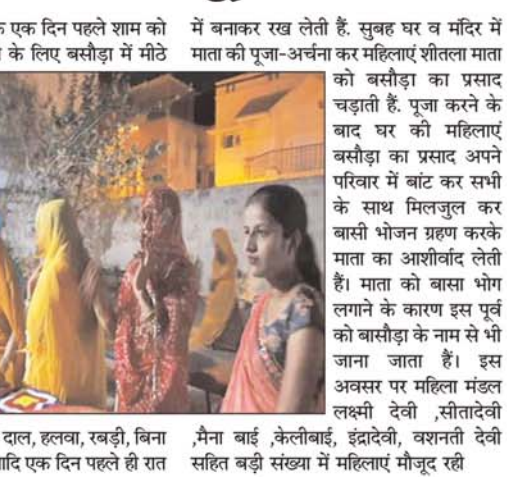 एक दिन पहले शाम को
के लिए बसौड़ा में मीठे
दाल, हलवा, रबड़ी, बिना
एक दिन पहले ही रात
में बनाकर रख लेती हैं. सुबह घर व मंदिर में
माता की पूजा-अर्चना कर महिलाएं शीतला माता
को बसौड़ा का प्रसाद
चड़ाती हैं. पूजा करने के
बाद घर की महिलाएं
बसौड़ा का प्रसाद अपने
परिवार में बांट कर सभी
के साथ मिलजुल कर
बासी भोजन ग्रहण करके
माता का आशीर्वाद लेती
हैं। माता को बासा भोग
लगाने के कारण इस पूर्व
को बासौड़ा के नाम से भी
जाना जाता हैं। इस
अवसर पर महिला मंडल
लक्ष्मी देवी ,सीतादेवी
,मैना बाई ,केलीबाई, इंद्रादेवी, वशनती देवी
सहित बड़ी संख्या में महिलाएं मौजूद रही